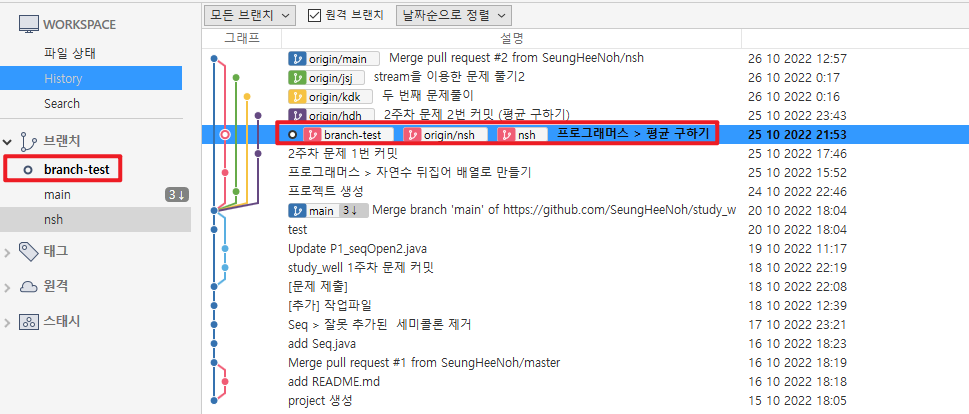 WORKSPACE
파일 상태
History
Search
브랜치
branch-test
main 3↓
nsh
태그
원격
스태시
모든 브랜치 원격 브랜치 날짜순으로 정렬
그래프 설명
origin/main Merge pull request #2 from SeungHeeNoh/nsh 26 10 2022 12:57
origin/jsj stream을 이용한 문제 풀기2 26 10 2022 0:17
origin/kdk 두 번째 문제풀이 26 10 2022 0:16
origin/hdh 2주차 문제 2번 커밋 (평균 구하기) 25 10 2022 23:43
branch-test origin/nsh nsh 프로그래머스 > 평균 구하기 25 10 2022 21:53
2주차 문제 1번 커밋 25 10 2022 17:46
프로그래머스 > 자연수 뒤집어 배열로 만들기 25 10 2022 15:52
프로젝트 생성 24 10 2022 22:46
main 3↓ Merge branch 'main' of https://github.com/SeungHeeNoh/study_w 20 10 2022 18:04
test 20 10 2022 18:04
Update P1_seqOpen2.java 19 10 2022 11:17
study_well 1주차 문제 커밋 18 10 2022 22:19
[문제 제출] 18 10 2022 22:08
[추가] 작업파일 18 10 2022 12:39
Seq > 잘못 추가된 세미콜론 제거 17 10 2022 23:21
add Seq.java 16 10 2022 18:23
Merge pull request #1 from SeungHeeNoh/master 16 10 2022 18:19
add README.md 16 10 2022 18:18
project 생성 15 10 2022 18:05